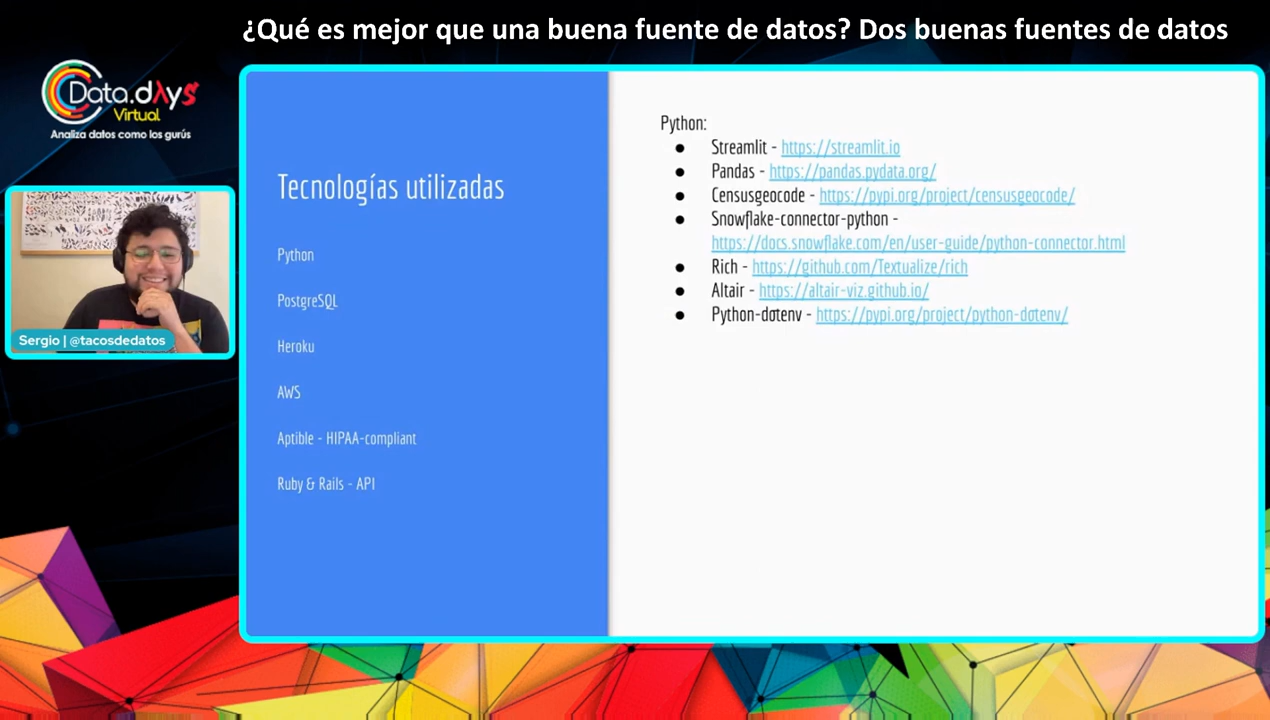 ¿Qué es mejor que una buena fuente de datos? Dos buenas fuentes de datos
Data.dλys
Virtual
Analiza datos como los gurús
Sergio | @tacosdedatos
Tecnologías utilizadas
Python
PostgreSQL
Heroku
AWS
Aptible - HIPAA-compliant
Ruby & Rails - API
Python:
● Streamlit - https://streamlit.io
● Pandas - https://pandas.pydata.org/
● Censusgeocode - https://pypi.org/project/censusgeocode/
● Snowflake-connector-python -
https://docs.snowflake.com/en/user-guide/python-connector.html
● Rich - https://github.com/Textualize/rich
● Altair - https://altair-viz.github.io/
● Python-dotenv - https://pypi.org/project/python-dotenv/